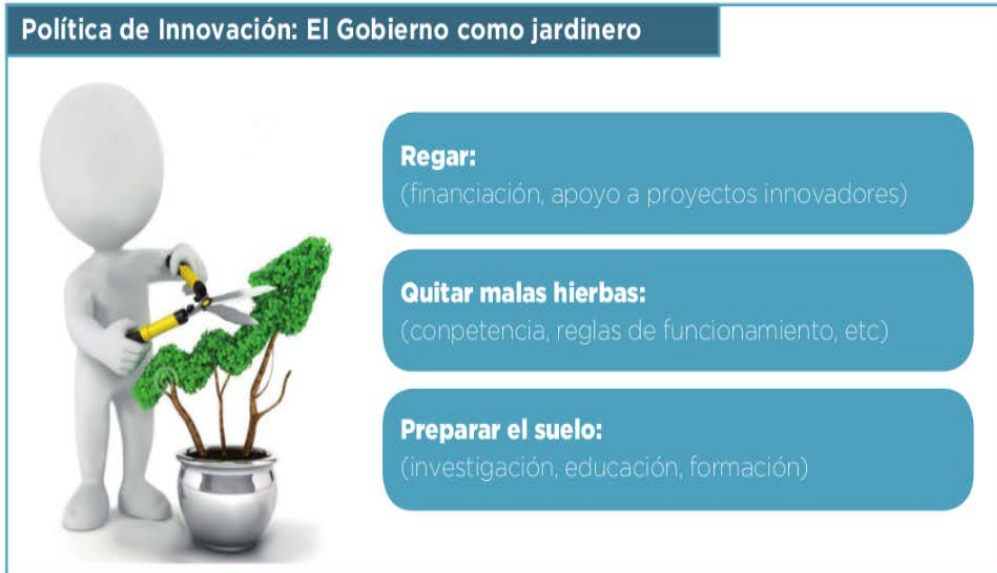 Política de Innovación: El Gobierno como jardinero
Regar:
(financiación, apoyo a proyectos innovadores)
Quitar malas hierbas:
(conpetencia, reglas de funcionamiento, etc)
Preparar el suelo:
(investigación, educación, formación)